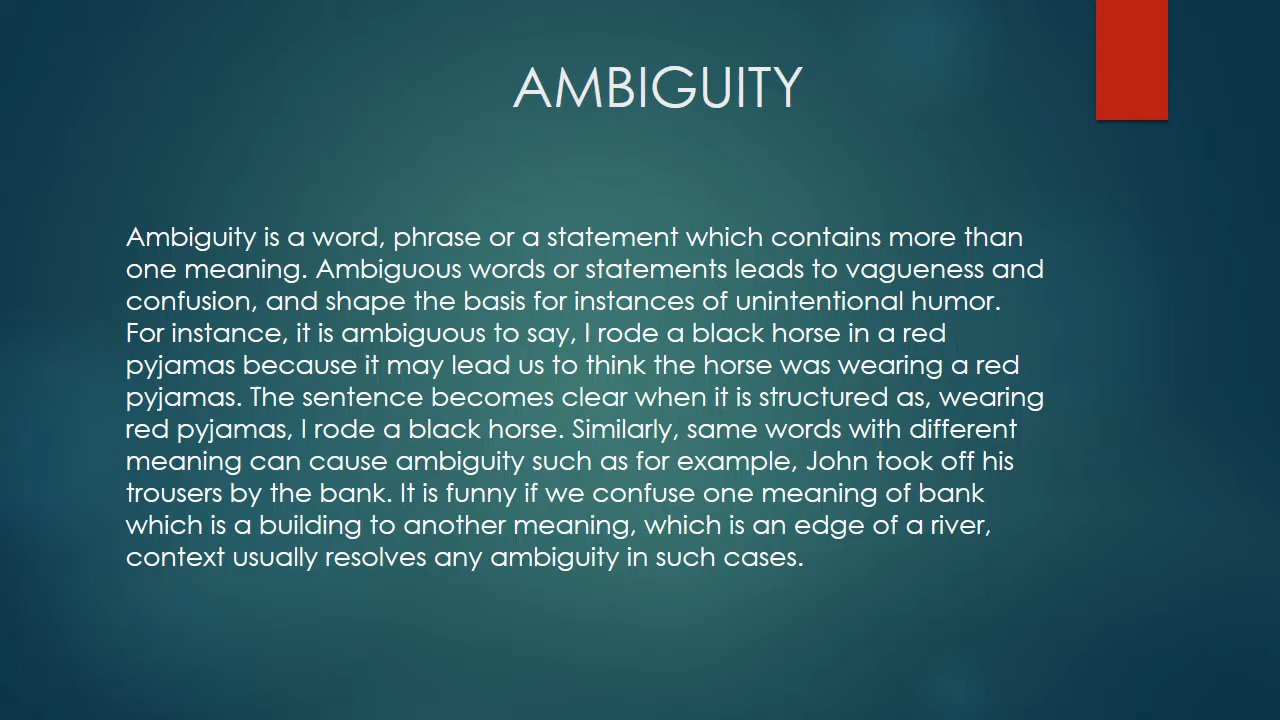 AMBIGUITY
Ambiguity is a word, phrase or a statement which contains more than
one meaning. Ambiguous words or statements leads to vagueness and
confusion, and shape the basis for instances of unintentional humor.
For instance, it is ambiguous to say, I rode a black horse in a red
pyjamas because it may lead us to think the horse was wearing a red
pyjamas. The sentence becomes clear when it is structured as, wearing
red pyjamas, I rode a black horse. Similarly, same words with different
meaning can cause ambiguity such as for example, John took off his
trousers by the bank. It is funny if we confuse one meaning of bank
which is a building to another meaning, which is an edge of a river,
context usually resolves any ambiguity in such cases.